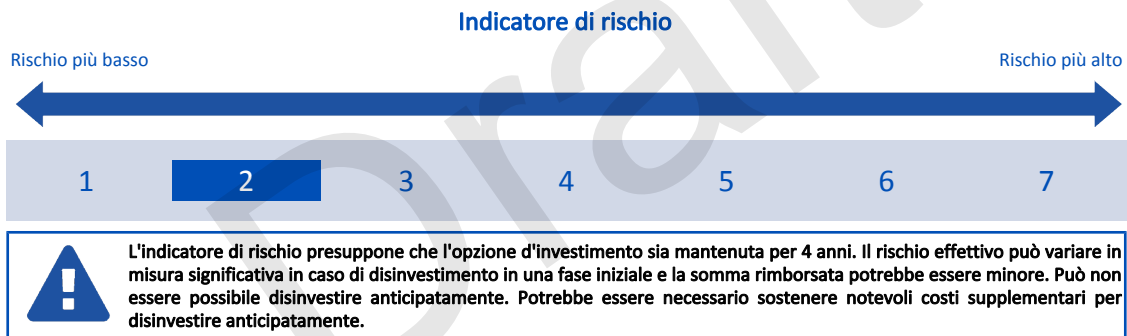 Indicatore di rischio
Rischio più basso Rischio più alto
1 2 3 4 5 6 7
L'indicatore di rischio presuppone che l'opzione d'investimento sia mantenuta per 4 anni. Il rischio effettivo può variare in
misura significativa in caso di disinvestimento in una fase iniziale e la somma rimborsata potrebbe essere minore. Può non
essere possibile disinvestire anticipatamente. Potrebbe essere necessario sostenere notevoli costi supplementari per
disinvestire anticipatamente.